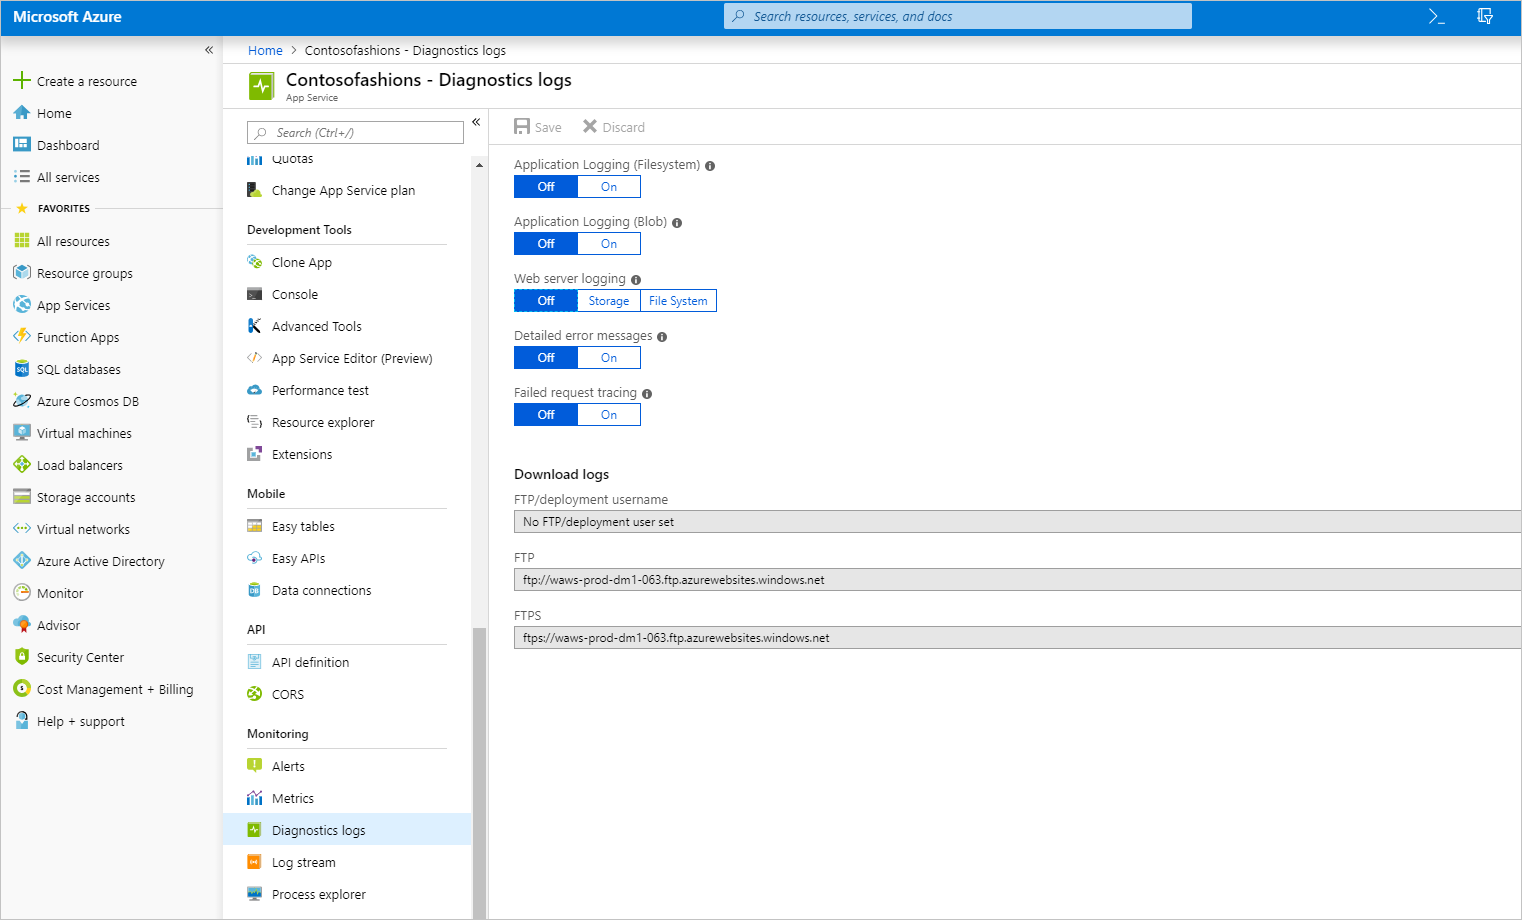 Microsoft Azure
Search resources, services, and docs
Create a resource
Home
Dashboard
All services
FAVORITES
All resources
Resource groups
App Services
Function Apps
SQL databases
Azure Cosmos DB
Virtual machines
Load balancers
Storage accounts
Virtual networks
Azure Active Directory
Monitor
Advisor
Security Center
Cost Management + Billing
Help + support
Home > Contosofashions - Diagnostics logs
Contosofashions - Diagnostics logs
App Service
Search (Ctrl+/)
Quotas
Change App Service plan
Development Tools
Clone App
Console
Advanced Tools
App Service Editor (Preview)
Performance test
Resource explorer
Extensions
Mobile
Easy tables
Easy APIs
Data connections
API
API definition
CORS
Monitoring
Alerts
Metrics
Diagnostics logs
Log stream
Process explorer
Save Discard
Application Logging (Filesystem)
Off On
Application Logging (Blob)
Off On
Web server logging
Off Storage File System
Detailed error messages
Off On
Failed request tracing
Off On
Download logs
FTP/deployment username
No FTP/deployment user set
FTP
ftp://waws-prod-dm1-063.ftp.azurewebsites.windows.net
FTPS
ftps://waws-prod-dm1-063.ftp.azurewebsites.windows.net